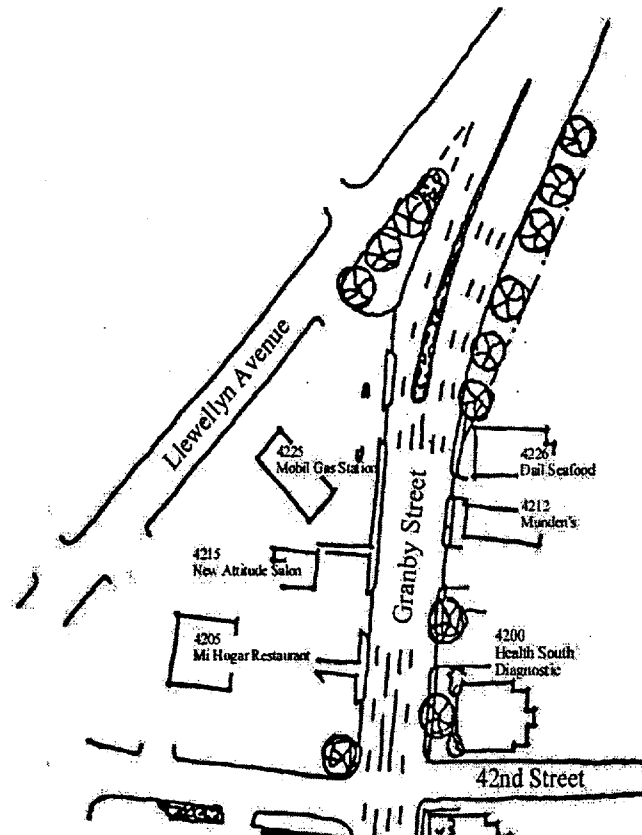 Llewellyn Avenue
4225
Mobil Gas Station
4226
Dail Seafood
Granby Street
4212
Munden's
4215
New Attitude Salon
4205
Mi Hogar Restaurant
4200
Health South
Diagnostic
42nd Street